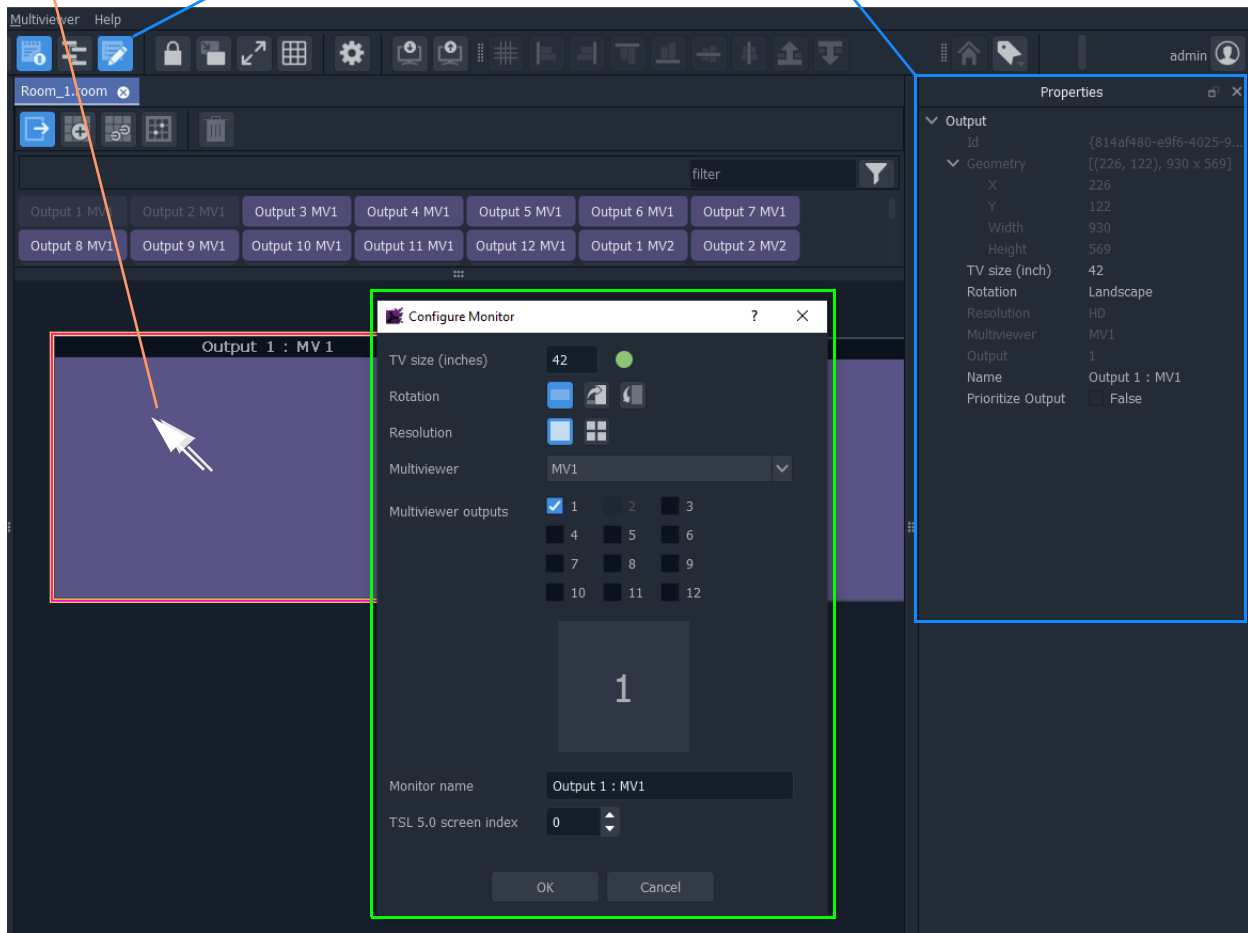 Multiviewer Help
admin
Room_1.room
filter
Output 1 MV1 Output 2 MV1 Output 3 MV1 Output 4 MV1 Output 5 MV1 Output 6 MV1 Output 7 MV1
Output 8 MV1 Output 9 MV1 Output 10 MV1 Output 11 MV1 Output 12 MV1 Output 1 MV2 Output 2 MV2
Output 1 : MV1
Configure Monitor ?
TV size (inches) 42
Rotation
Resolution
Multiviewer MV1
Multiviewer outputs 1 2 3
4 5 6
7 8 9
10 11 12
1
Monitor name Output 1 : MV1
TSL 5.0 screen index 0
OK Cancel
Properties
Output
Id {814af480-e9f6-4025-9...
Geometry [(226, 122), 930 x 569]
X 226
Y 122
Width 930
Height 569
TV size (inch) 42
Rotation Landscape
Resolution HD
Multiviewer MV1
Output 1
Name Output 1 : MV1
Prioritize Output False